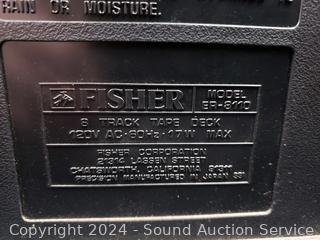 RAIN OR MOISTURE.
FISHER
MODEL
ER-8110
8 TRACK TAPE DECK
120V AC·60Hz·17W MAX
FISHER CORPORATION
21314 LASSEN STREET
CHATSWORTH, CALIFORNIA 91311
PRECISION MANUFACTURED IN JAPAN S31
Copyright 2024 - Sound Auction Service